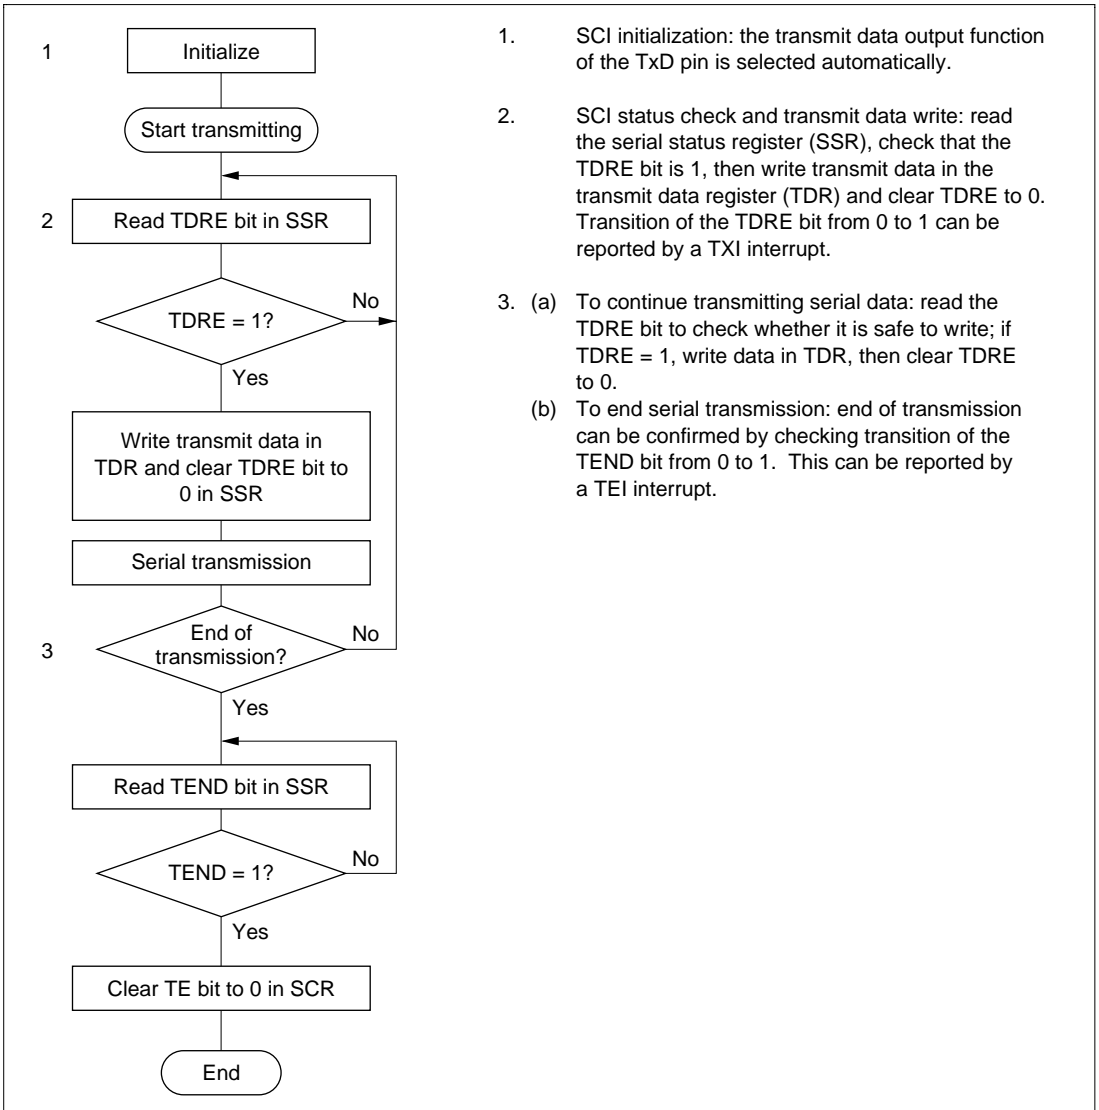 1
Initialize
Start transmitting
2
Read TDRE bit in SSR
TDRE = 1?
No
Yes
Write transmit data in
TDR and clear TDRE bit to
0 in SSR
Serial transmission
3
End of
transmission?
No
Yes
Read TEND bit in SSR
TEND = 1?
No
Yes
Clear TE bit to 0 in SCR
End
1. SCI initialization: the transmit data output function
of the TxD pin is selected automatically.
2. SCI status check and transmit data write: read
the serial status register (SSR), check that the
TDRE bit is 1, then write transmit data in the
transmit data register (TDR) and clear TDRE to 0.
Transition of the TDRE bit from 0 to 1 can be
reported by a TXI interrupt.
3. (a) To continue transmitting serial data: read the
TDRE bit to check whether it is safe to write; if
TDRE = 1, write data in TDR, then clear TDRE
to 0.
(b) To end serial transmission: end of transmission
can be confirmed by checking transition of the
TEND bit from 0 to 1. This can be reported by
a TEI interrupt.